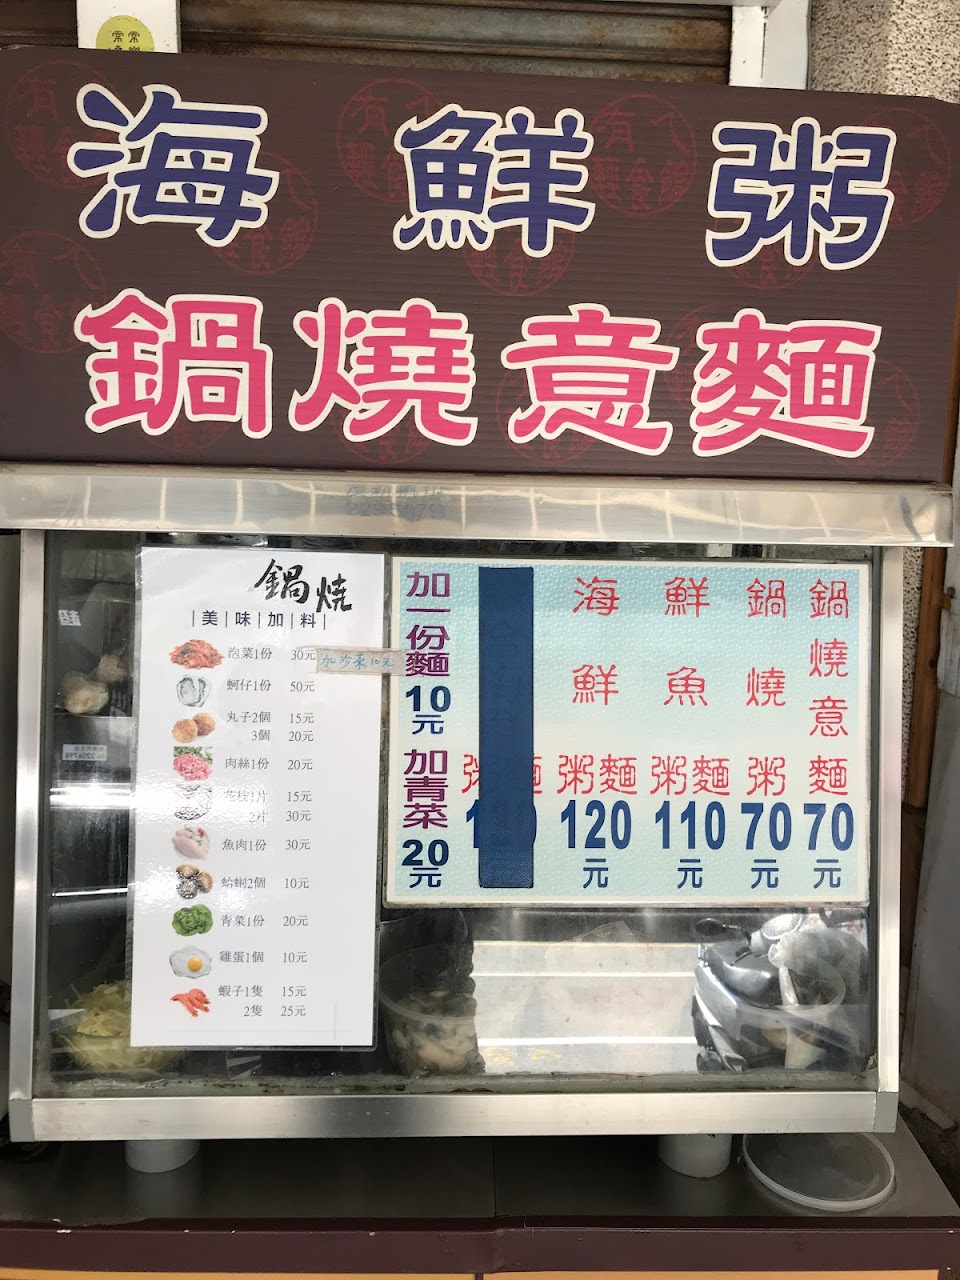 海鮮粥
鍋燒意麵
鍋燒
|美|味|加|料|
泡菜1份 30元
加沙茶10元
蚵仔1份 50元
丸子2個 15元
3個 20元
肉絲1份 20元
花枝1片 15元
2片 30元
魚肉1份 30元
蛤蜊2個 10元
青菜1份 20元
雞蛋1個 10元
蝦子1隻 15元
2隻 25元
鍋燒意麵 70元
鍋燒粥 70元
鮮魚粥麵 110元
海鮮粥麵 120元
加一份麵10元
加青菜20元